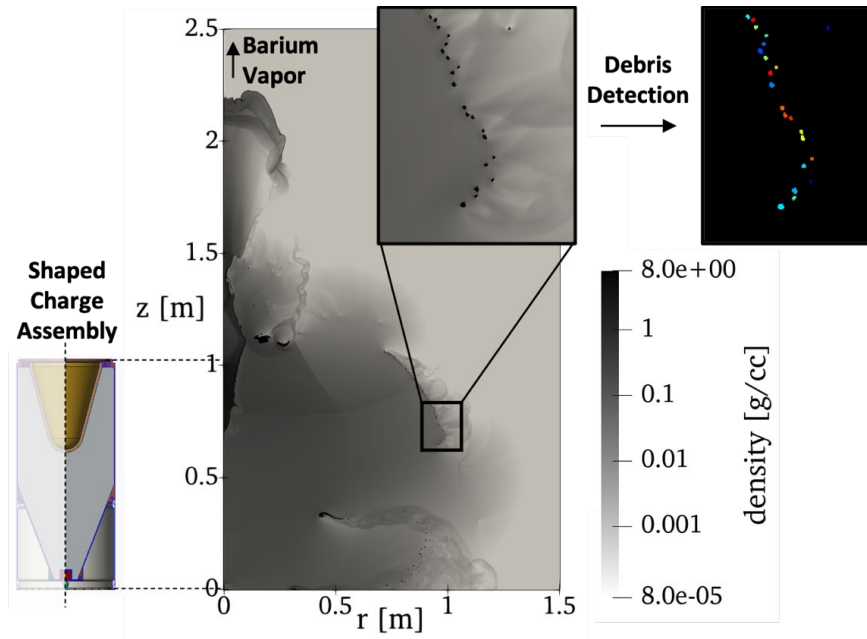 2.5
Barium
Vapor
Debris
Detection
2
1.5
Shaped
Charge
Assembly
z [m]
1
0.5
0
0
0.5
1
1.5
r [m]
8.0e+00
1
0.1
0.01
0.001
8.0e-05
density [g/cc]